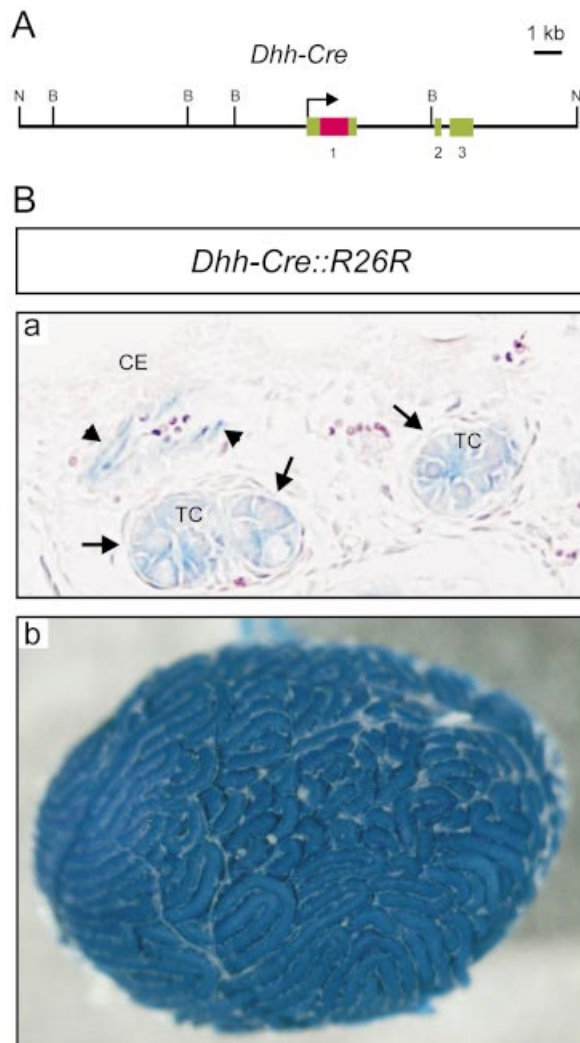 A
1 kb
Dhh-Cre
N B B B B N
1 2 3
B
Dhh-Cre::R26R
a
CE
TC
TC
b